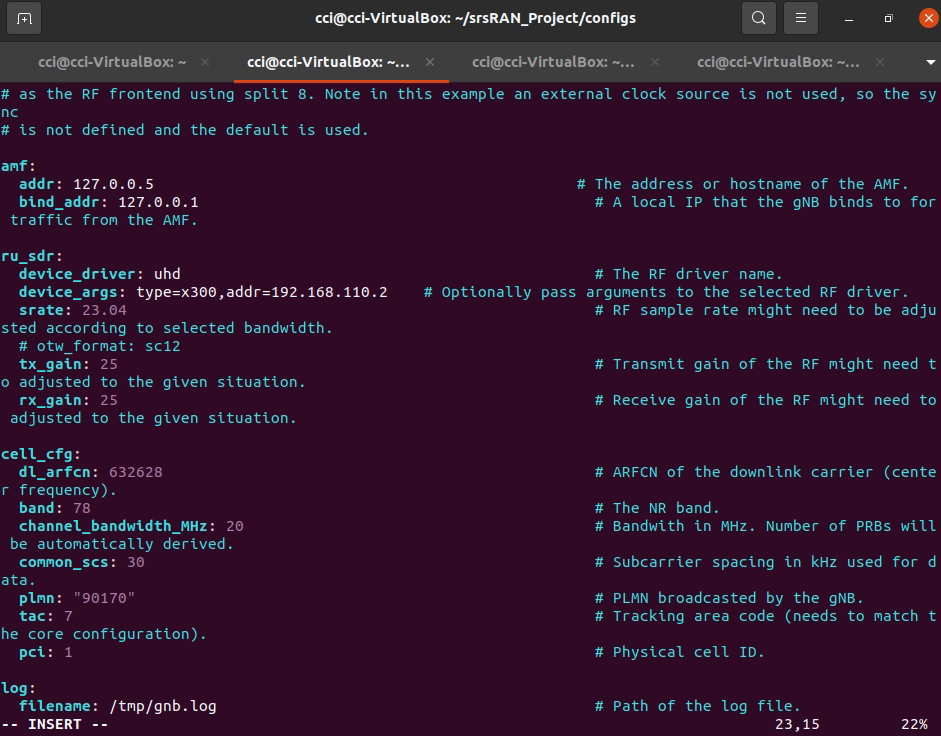 cci@cci-VirtualBox: ~/srsRAN_Project/configs
cci@cci-VirtualBox: ~ × cci@cci-VirtualBox: ~... × cci@cci-VirtualBox: ~... × cci@cci-VirtualBox: ~... ×
# as the RF frontend using split 8. Note in this example an external clock source is not used, so the sy
nc
# is not defined and the default is used.
amf:
  addr: 127.0.0.5 # The address or hostname of the AMF.
  bind_addr: 127.0.0.1 # A local IP that the gNB binds to for
 traffic from the AMF.
ru_sdr:
  device_driver: uhd # The RF driver name.
  device_args: type=x300,addr=192.168.110.2 # Optionally pass arguments to the selected RF driver.
  srate: 23.04 # RF sample rate might need to be adju
sted according to selected bandwidth.
  # otw_format: sc12
  tx_gain: 25 # Transmit gain of the RF might need t
o adjusted to the given situation.
  rx_gain: 25 # Receive gain of the RF might need to
 adjusted to the given situation.
cell_cfg:
  dl_arfcn: 632628 # ARFCN of the downlink carrier (cente
r frequency).
  band: 78 # The NR band.
  channel_bandwidth_MHz: 20 # Bandwith in MHz. Number of PRBs will
 be automatically derived.
  common_scs: 30 # Subcarrier spacing in kHz used for d
ata.
  plmn: "90170" # PLMN broadcasted by the gNB.
  tac: 7 # Tracking area code (needs to match t
he core configuration).
  pci: 1 # Physical cell ID.
log:
  filename: /tmp/gnb.log # Path of the log file.
-- INSERT -- 23,15 22%